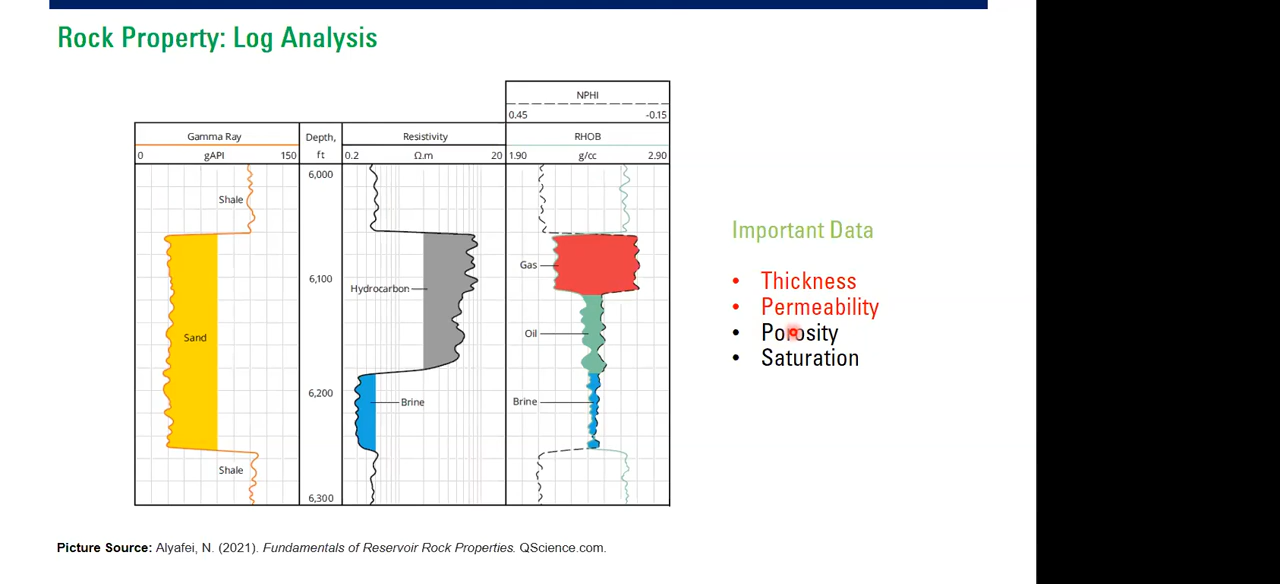 Rock Property: Log Analysis
NPHI
0.45 -0.15
Gamma Ray Depth, Resistivity RHOB
0 gAPI 150 ft 0.2 Ω.m 20 1.90 g/cc 2.90
6,000
Shale
Gas
6,100
Hydrocarbon
Sand
Oil
6,200
Brine
Brine
Shale
6,300
Important Data
• Thickness
• Permeability
• Porosity
• Saturation
Picture Source: Alyafei, N. (2021). Fundamentals of Reservoir Rock Properties. QScience.com.